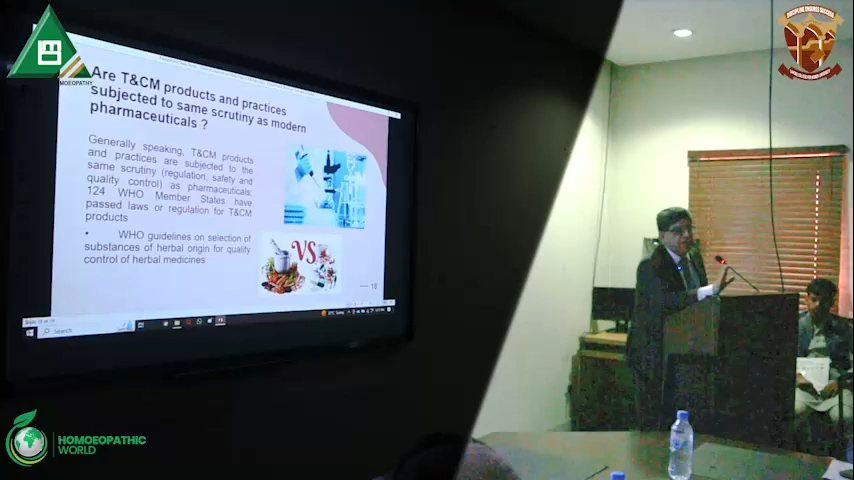 Are T&CM products and practices
subjected to same scrutiny as modern
pharmaceuticals ?
Generally speaking, T&CM products
and practices are subjected to the
same scrutiny (regulation, safety and
quality control) as pharmaceuticals;
124 WHO Member States have
passed laws or regulation for T&CM
products
• WHO guidelines on selection of
substances of herbal origin for quality
control of herbal medicines
VS
18
Search
HOMOEOPATHIC
WORLD
DISCIPLINE ENSURES SUCCESS